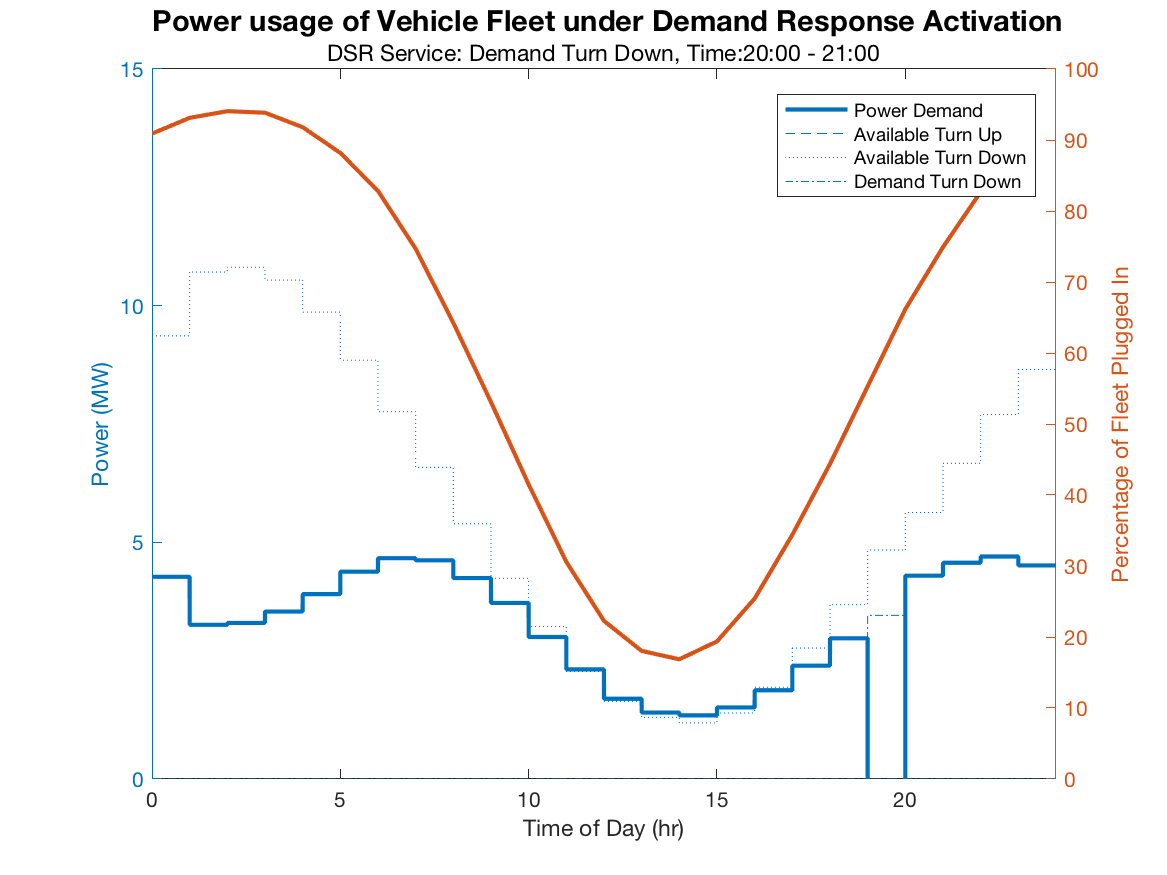 Power usage of Vehicle Fleet under Demand Response Activation
DSR Service: Demand Turn Down, Time:20:00 - 21:00
Power Demand
Available Turn Up
Available Turn Down
Demand Turn Down
15
10
5
0
Power (MW)
100
90
80
70
60
50
40
30
20
10
0
Percentage of Fleet Plugged In
0
5
10
15
20
Time of Day (hr)